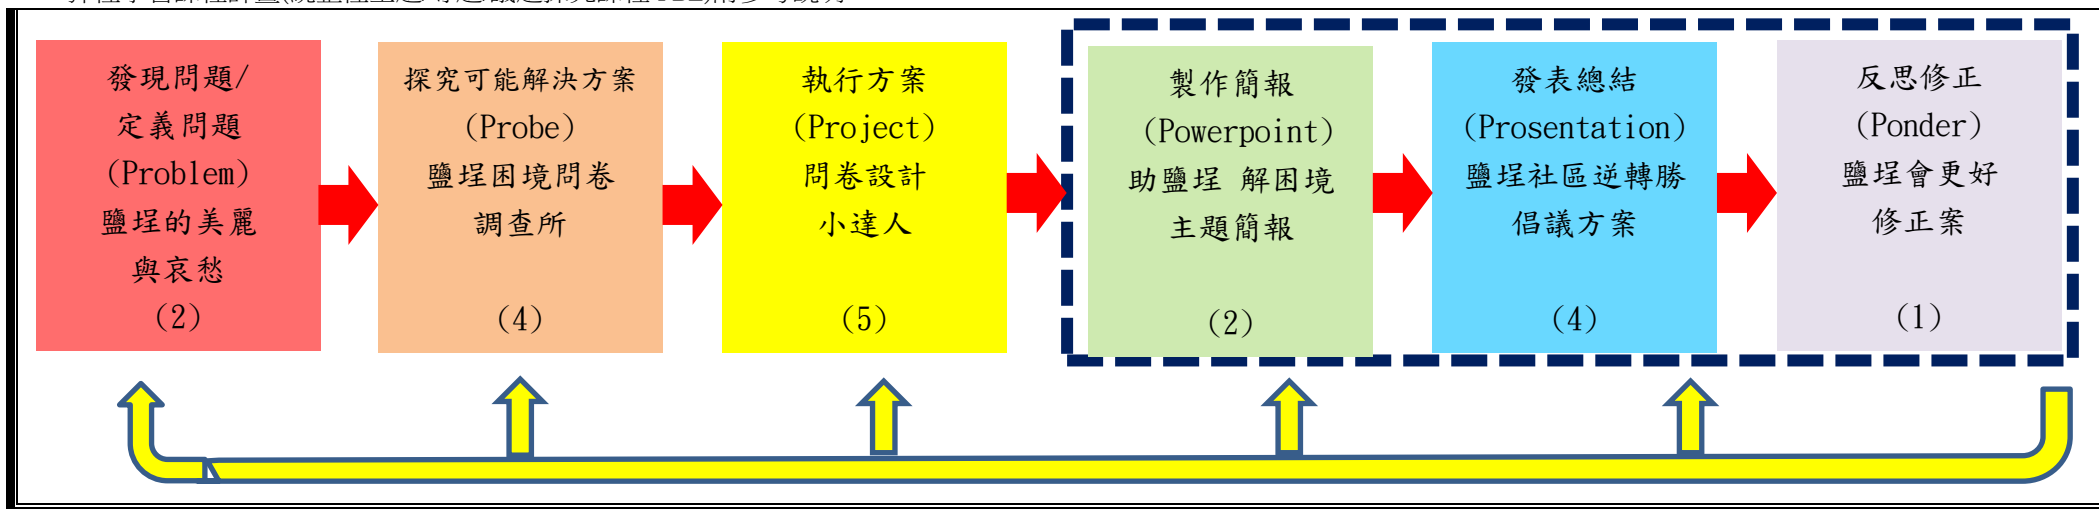 發現問題/
定義問題
(Problem)
鹽埕的美麗
與哀愁
(2)
探究可能解決方案
(Probe)
鹽埕困境問卷
調查所
(4)
執行方案
(Project)
問卷設計
小達人
(5)
製作簡報
(Powerpoint)
助鹽埕 解困境
主題簡報
(2)
發表總結
(Prosentation)
鹽埕社區逆轉勝
倡議方案
(4)
反思修正
(Ponder)
鹽埕會更好
修正案
(1)